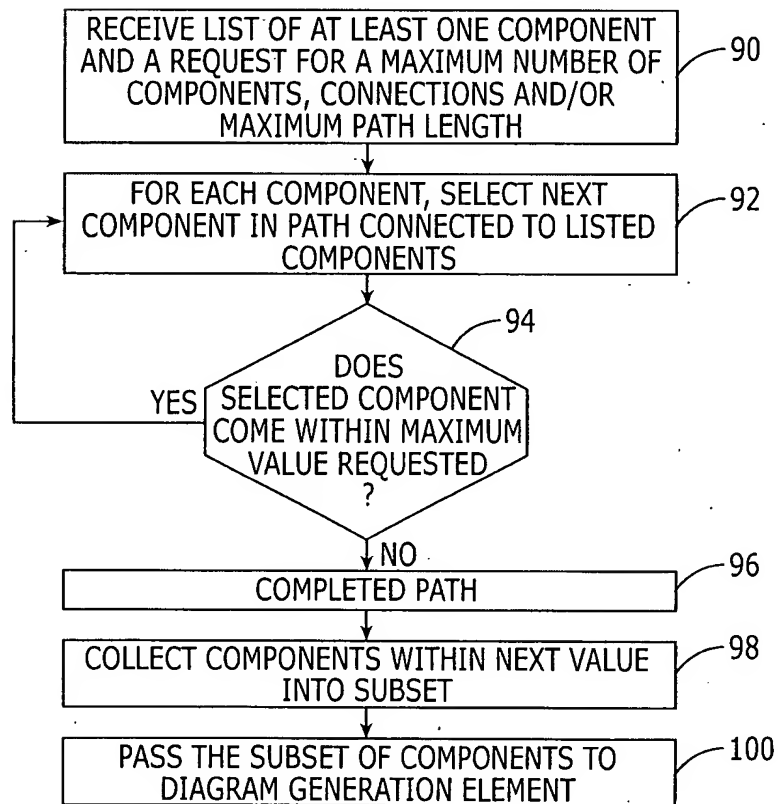 RECEIVE LIST OF AT LEAST ONE COMPONENT
AND A REQUEST FOR A MAXIMUM NUMBER OF
COMPONENTS, CONNECTIONS AND/OR
MAXIMUM PATH LENGTH
90
FOR EACH COMPONENT, SELECT NEXT
COMPONENT IN PATH CONNECTED TO LISTED
COMPONENTS
92
94
DOES
SELECTED COMPONENT
COME WITHIN MAXIMUM
VALUE REQUESTED
?
YES
NO
COMPLETED PATH
96
COLLECT COMPONENTS WITHIN NEXT VALUE
INTO SUBSET
98
PASS THE SUBSET OF COMPONENTS TO
DIAGRAM GENERATION ELEMENT
100